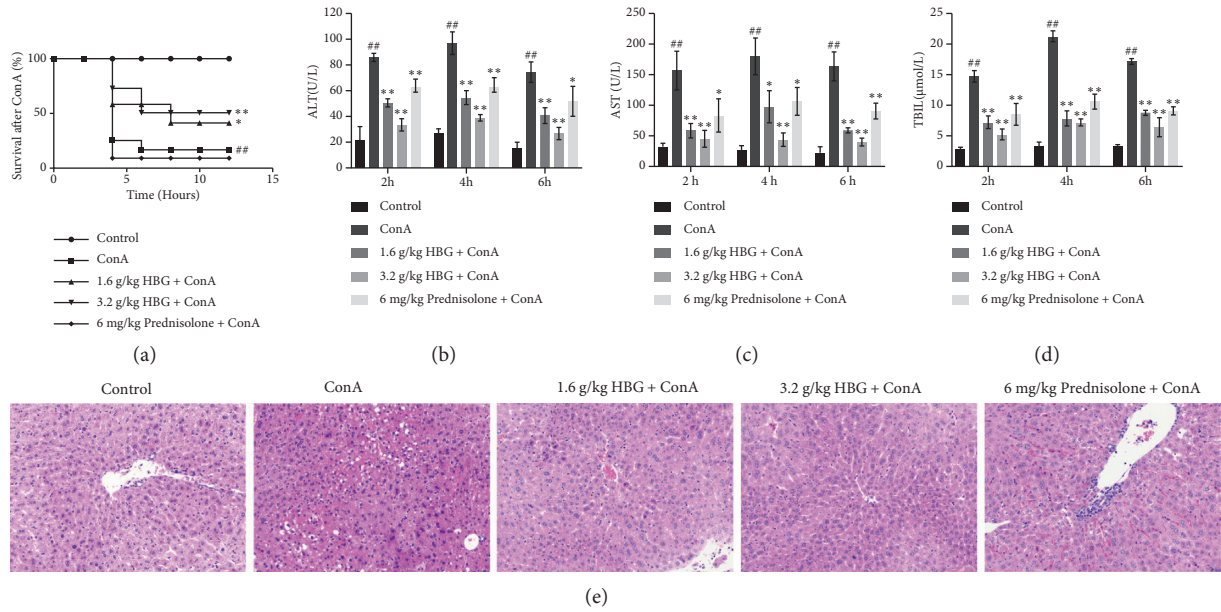 Survival after ConA (%)
100
50
0
0
5
10
15
Time (Hours)
**
*
##
Control
ConA
1.6 g/kg HBG + ConA
3.2 g/kg HBG + ConA
6 mg/kg Prednisolone + ConA
(a)
ALT(U/L)
120
100
80
60
40
20
0
##
**
**
**
##
**
**
**
##
**
**
*
2h
4h
6h
Control
ConA
1.6 g/kg HBG + ConA
3.2 g/kg HBG + ConA
6 mg/kg Prednisolone + ConA
(b)
AST (U/L)
250
200
150
100
50
0
##
**
**
*
##
*
**
*
##
**
**
**
2 h
4 h
6 h
Control
ConA
1.6 g/kg HBG + ConA
3.2 g/kg HBG + ConA
6 mg/kg Prednisolone + ConA
(c)
TBIL(μmol/L)
25
20
15
10
5
0
##
**
**
**
##
**
**
**
##
**
**
**
2h
4h
6h
Control
ConA
1.6 g/kg HBG + ConA
3.2 g/kg HBG + ConA
6 mg/kg Prednisolone + ConA
(d)
Control
ConA
1.6 g/kg HBG + ConA
3.2 g/kg HBG + ConA
6 mg/kg Prednisolone + ConA
(e)